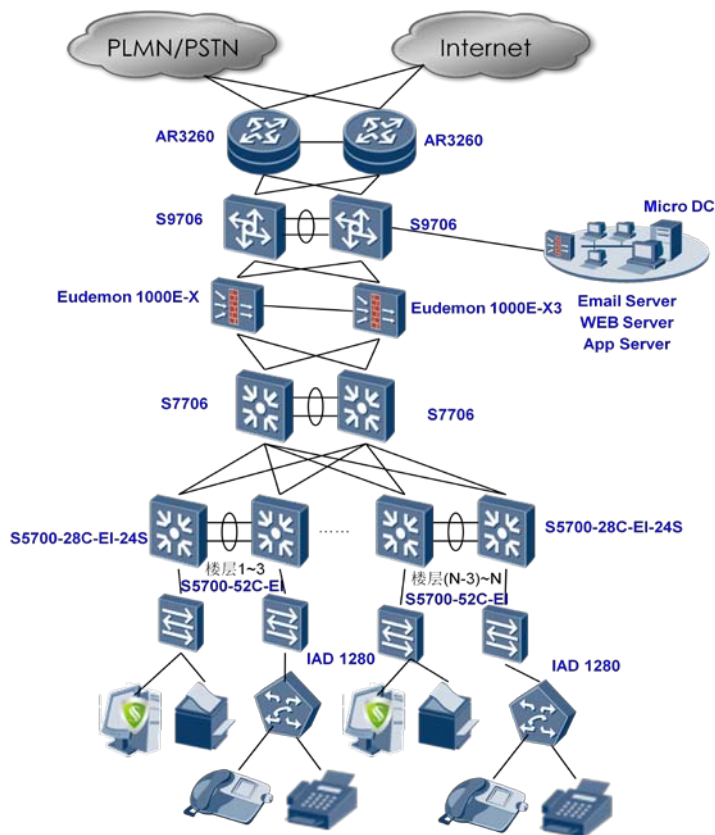 PLMN/PSTN
Internet
AR3260
AR3260
S9706
S9706
Micro DC
Eudemon 1000E-X
Eudemon 1000E-X3
Email Server
WEB Server
App Server
S7706
S7706
S5700-28C-EI-24S
......
S5700-28C-EI-24S
楼层1~3
S5700-52C-EI
楼层(N-3)~N
S5700-52C-EI
IAD 1280
IAD 1280